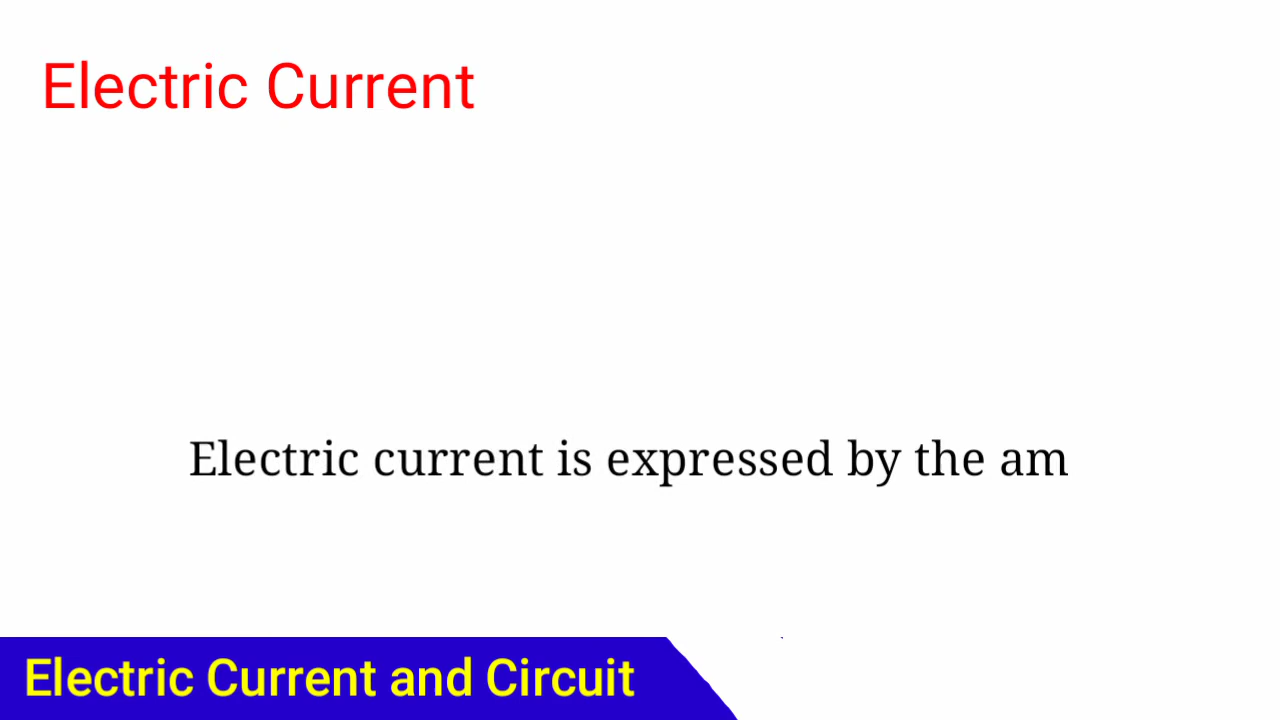 Electric Current
Electric current is expressed by the am
Electric Current and Circuit